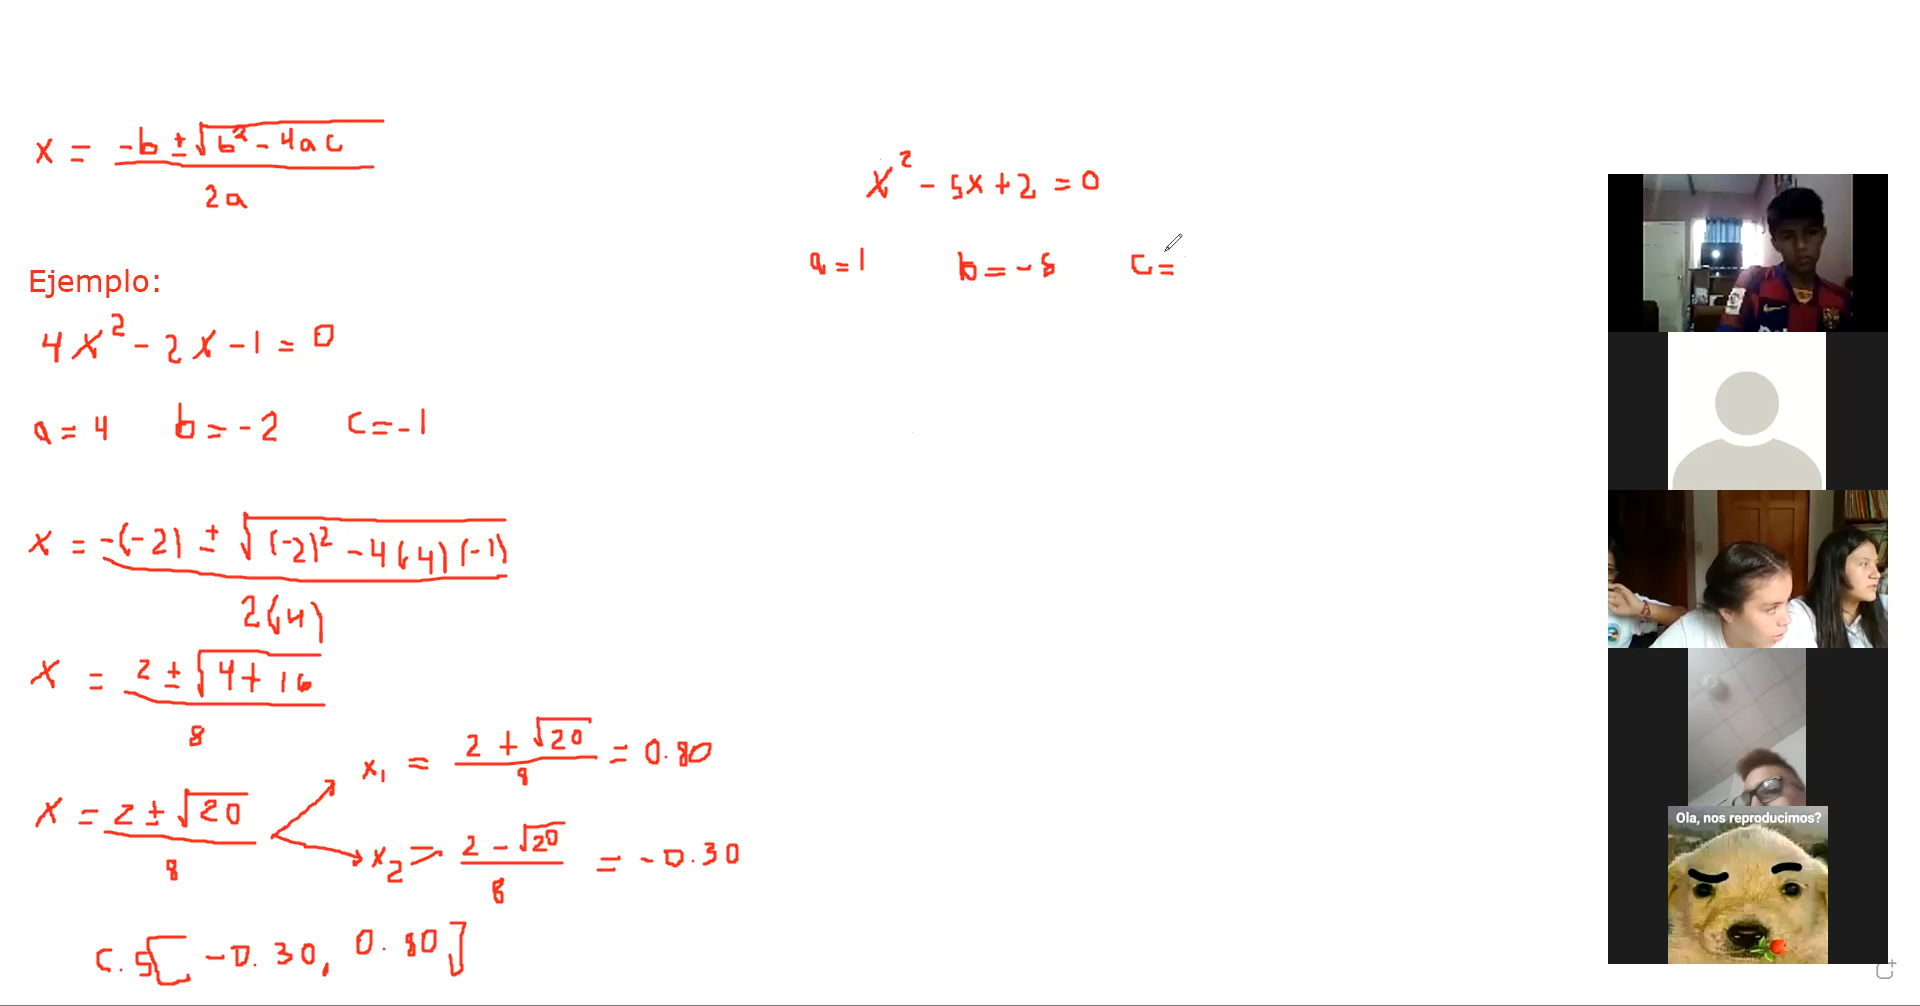 x = -b ± √b² - 4ac
2a
Ejemplo:
4x² - 2x - 1 = 0
a = 4 b = -2 c = -1
x = -(-2) ± √(-2)² - 4(4)(-1)
2(4)
x = 2 ± √4 + 16
8
x = 2 ± √20
8
x₁ = 2 + √20 = 0.80
8
x₂ = 2 - √20 = -0.30
8
C.S[-0.30, 0.80]
x² - 5x + 2 = 0
a = 1 b = -5 c =
Ola, nos reproducimos?